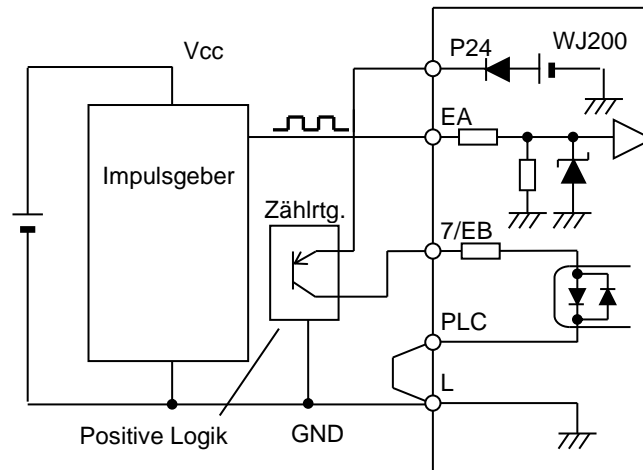 Vcc
P24
WJ200
EA
Impulsgeber
Zählrtg.
7/EB
PLC
L
Positive Logik
GND